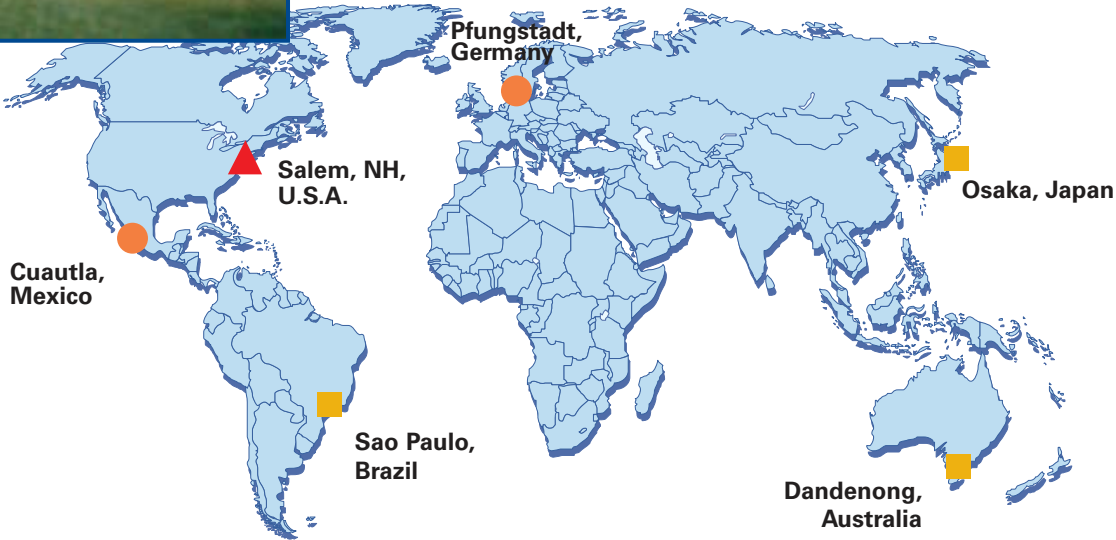 Pfungstadt,
Germany
Salem, NH,
U.S.A.
Osaka, Japan
Cuautla,
Mexico
Sao Paulo,
Brazil
Dandenong,
Australia